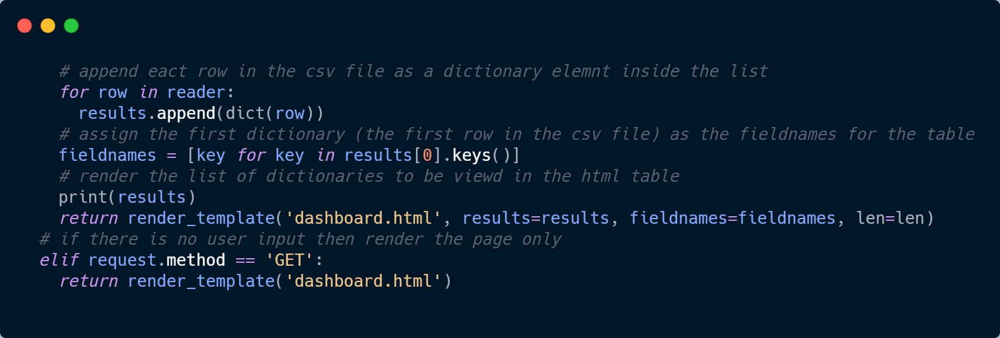 # append eact row in the csv file as a dictionary elemnt inside the list
for row in reader:
results.append(dict(row))
# assign the first dictionary (the first row in the csv file) as the fieldnames for the table
fieldnames = [key for key in results[0].keys()]
# render the list of dictionaries to be viewd in the html table
print(results)
return render_template('dashboard.html', results=results, fieldnames=fieldnames, len=len)
# if there is no user input then render the page only
elif request.method == 'GET':
return render_template('dashboard.html')